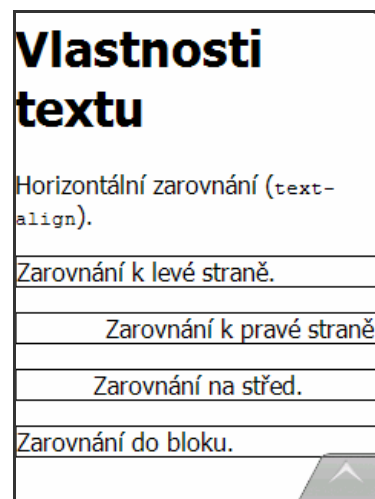 Vlastnosti
textu
Horizontální zarovnání (text-
align).
Zarovnání k levé straně.
Zarovnání k pravé straně
Zarovnání na střed.
Zarovnání do bloku.